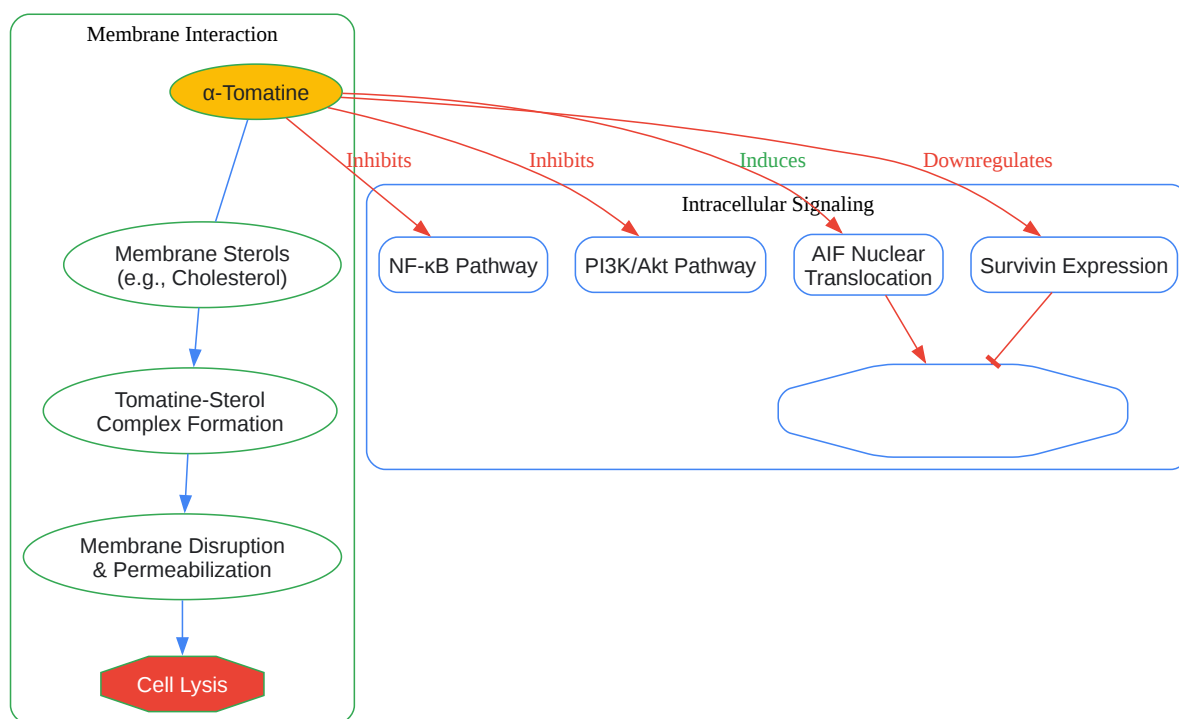 Membrane Interaction
α-Tomatine
Inhibits
Inhibits
Induces
Downregulates
Intracellular Signaling
Membrane Sterols
(e.g., Cholesterol)
NF-κB Pathway
PI3K/Akt Pathway
AIF Nuclear
Translocation
Survivin Expression
Tomatine-Sterol
Complex Formation
Membrane Disruption
& Permeabilization
Cell Lysis